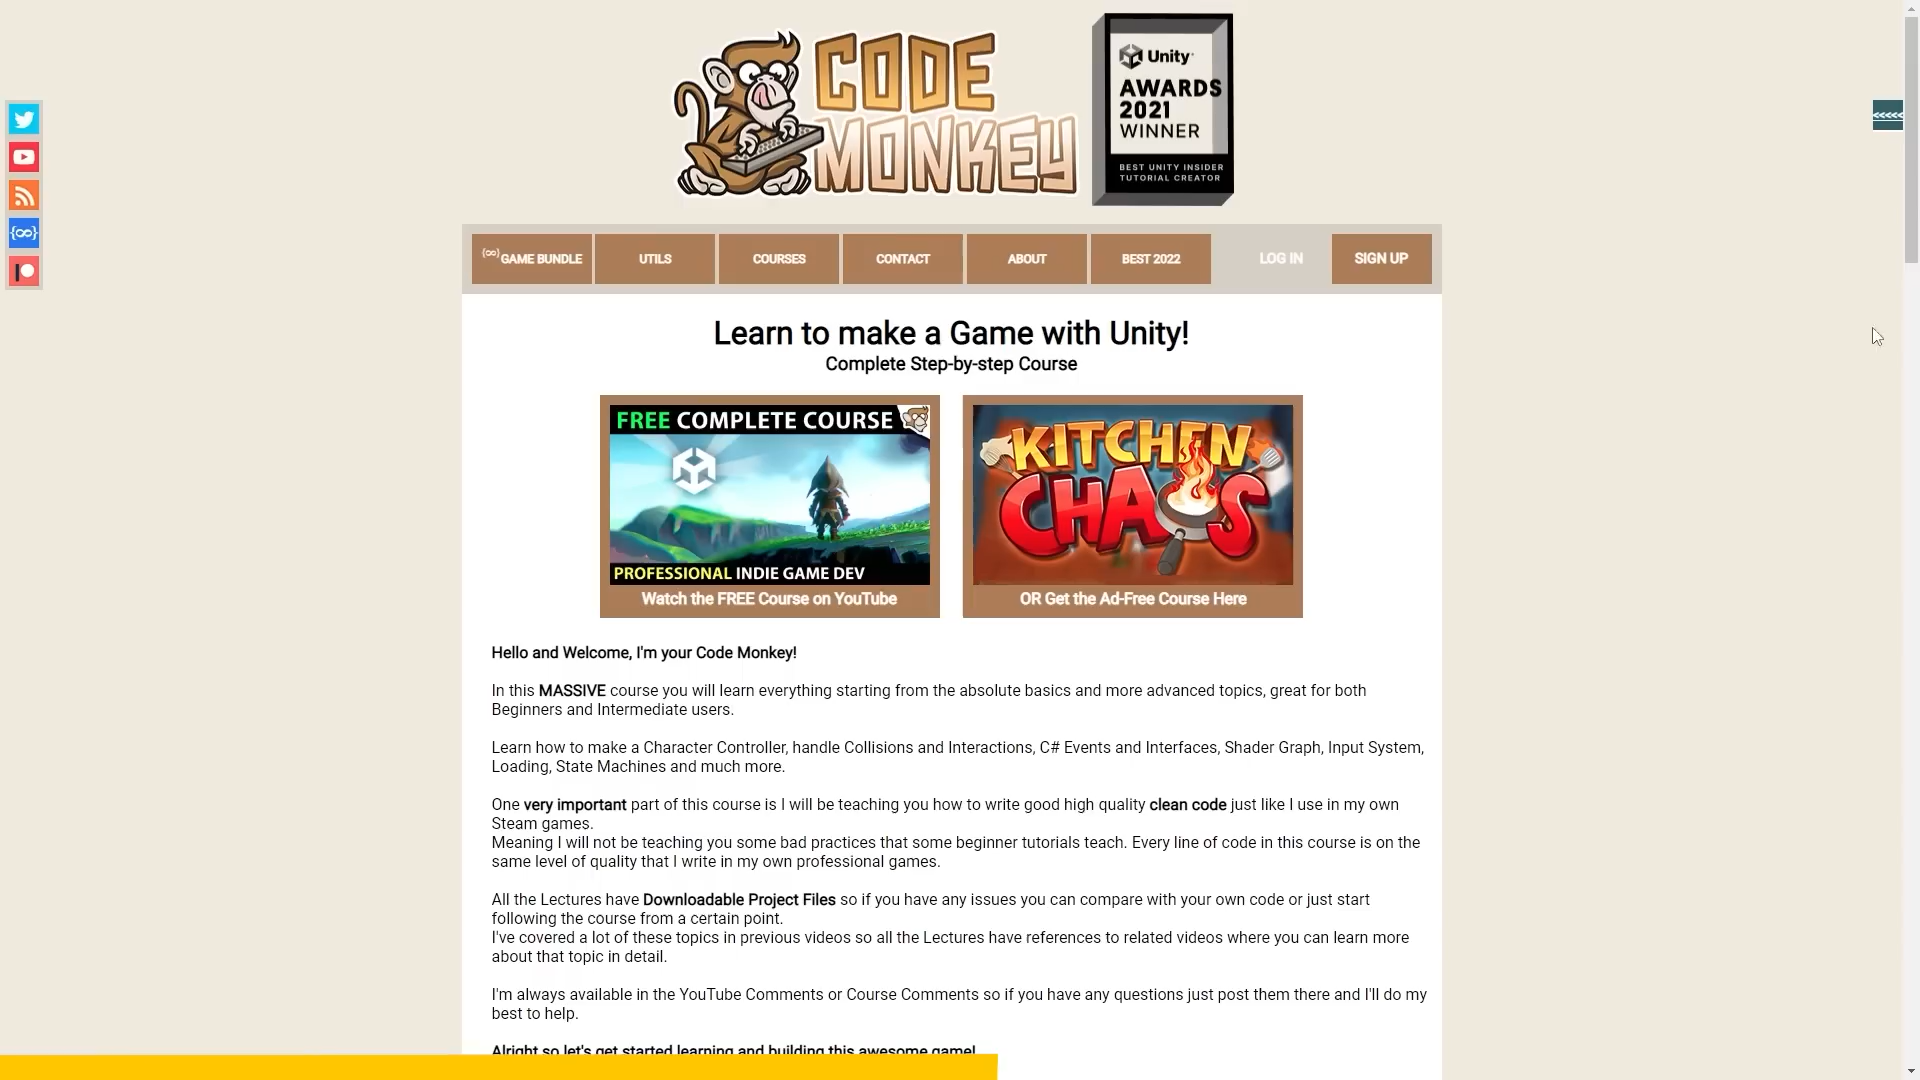 CODE
MONKEY
Unity
AWARDS
2021
WINNER
BEST UNITY INSIDER
TUTORIAL CREATOR
<<<<<
{∞} GAME BUNDLE
UTILS
COURSES
CONTACT
ABOUT
BEST 2022
LOG IN
SIGN UP
Learn to make a Game with Unity!
Complete Step-by-step Course
FREE COMPLETE COURSE
PROFESSIONAL INDIE GAME DEV
Watch the FREE Course on YouTube
KITCHEN
CHAOS
OR Get the Ad-Free Course Here
Hello and Welcome, I'm your Code Monkey!
In this MASSIVE course you will learn everything starting from the absolute basics and more advanced topics, great for both
Beginners and Intermediate users.
Learn how to make a Character Controller, handle Collisions and Interactions, C# Events and Interfaces, Shader Graph, Input System,
Loading, State Machines and much more.
One very important part of this course is I will be teaching you how to write good high quality clean code just like I use in my own
Steam games.
Meaning I will not be teaching you some bad practices that some beginner tutorials teach. Every line of code in this course is on the
same level of quality that I write in my own professional games.
All the Lectures have Downloadable Project Files so if you have any issues you can compare with your own code or just start
following the course from a certain point.
I've covered a lot of these topics in previous videos so all the Lectures have references to related videos where you can learn more
about that topic in detail.
I'm always available in the YouTube Comments or Course Comments so if you have any questions just post them there and I'll do my
best to help.
Alright so let's get started learning and building this awesome game!